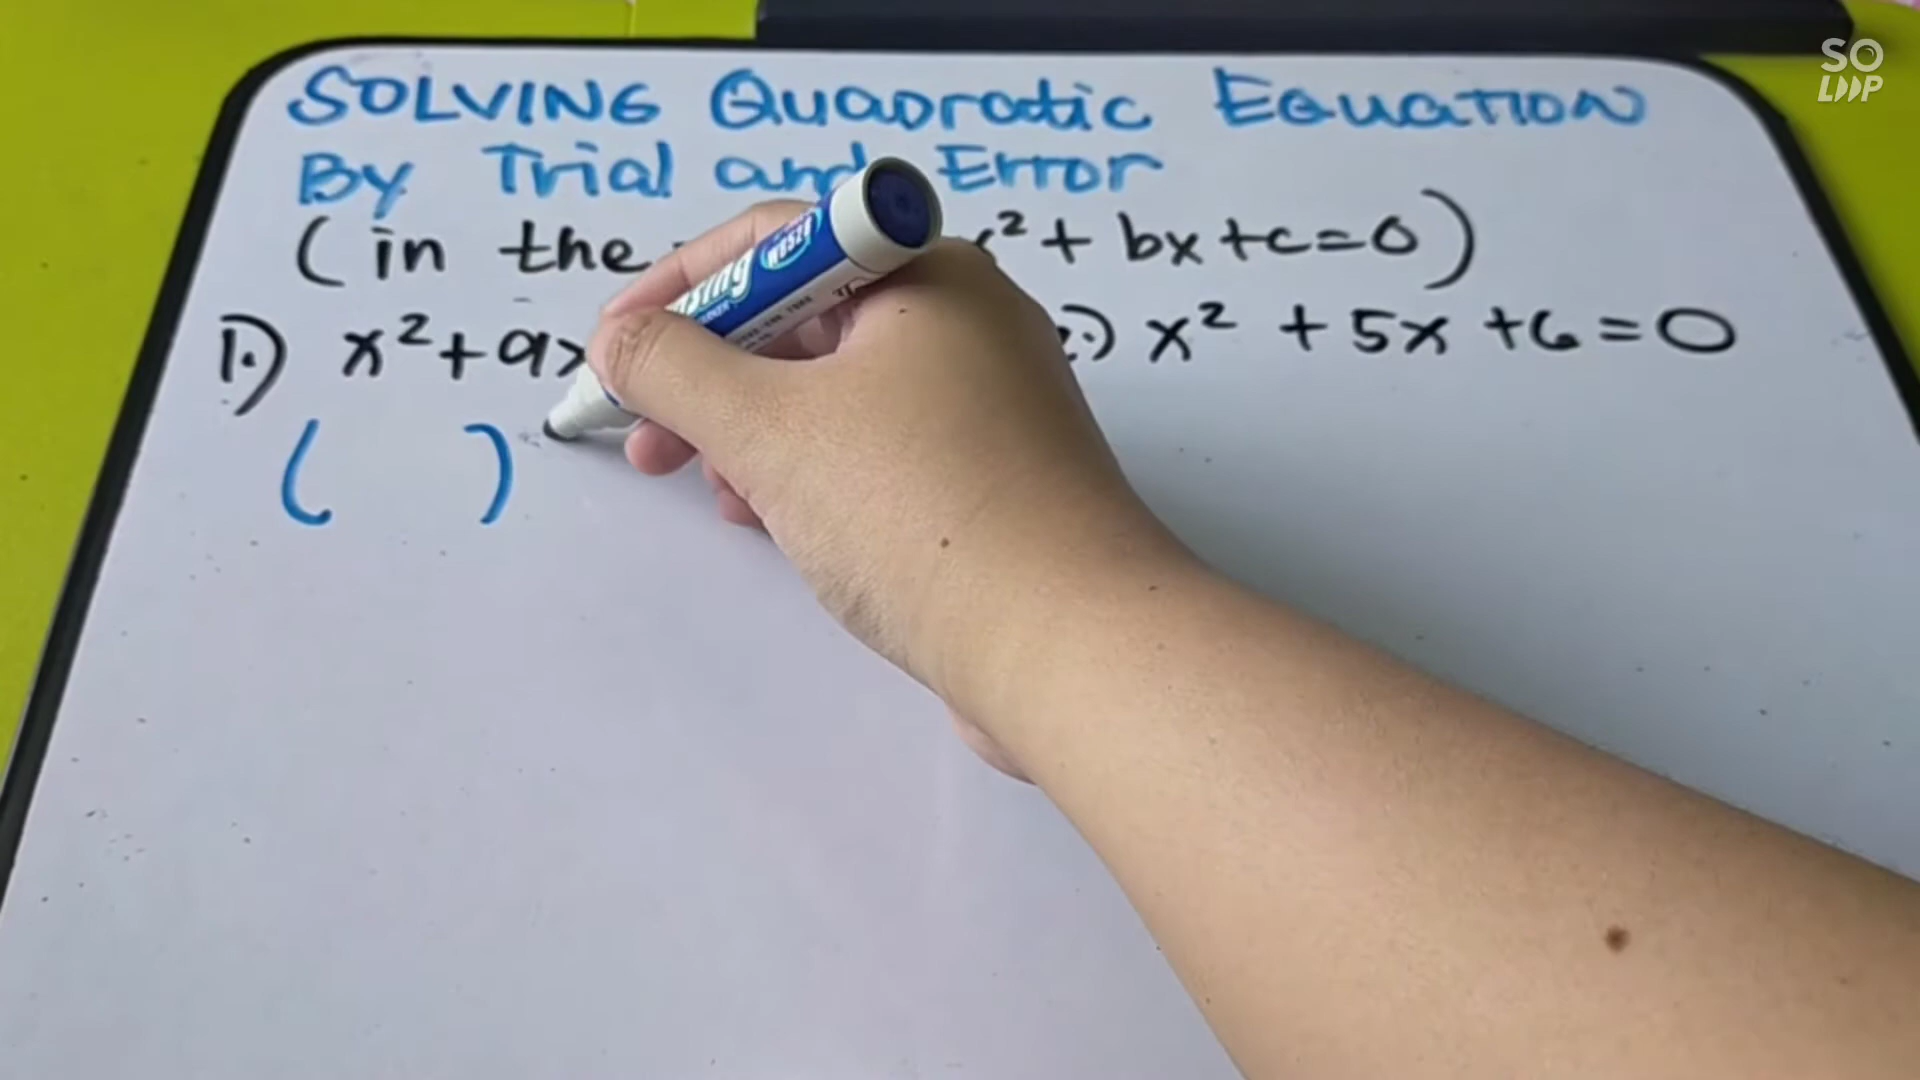 SOLVING Quadratic Equation
By Trial and Error
(in the x² + bx + c = 0)
1.) x² + 9x 2.) x² + 5x + 6 = 0
( )
SO
LOOP